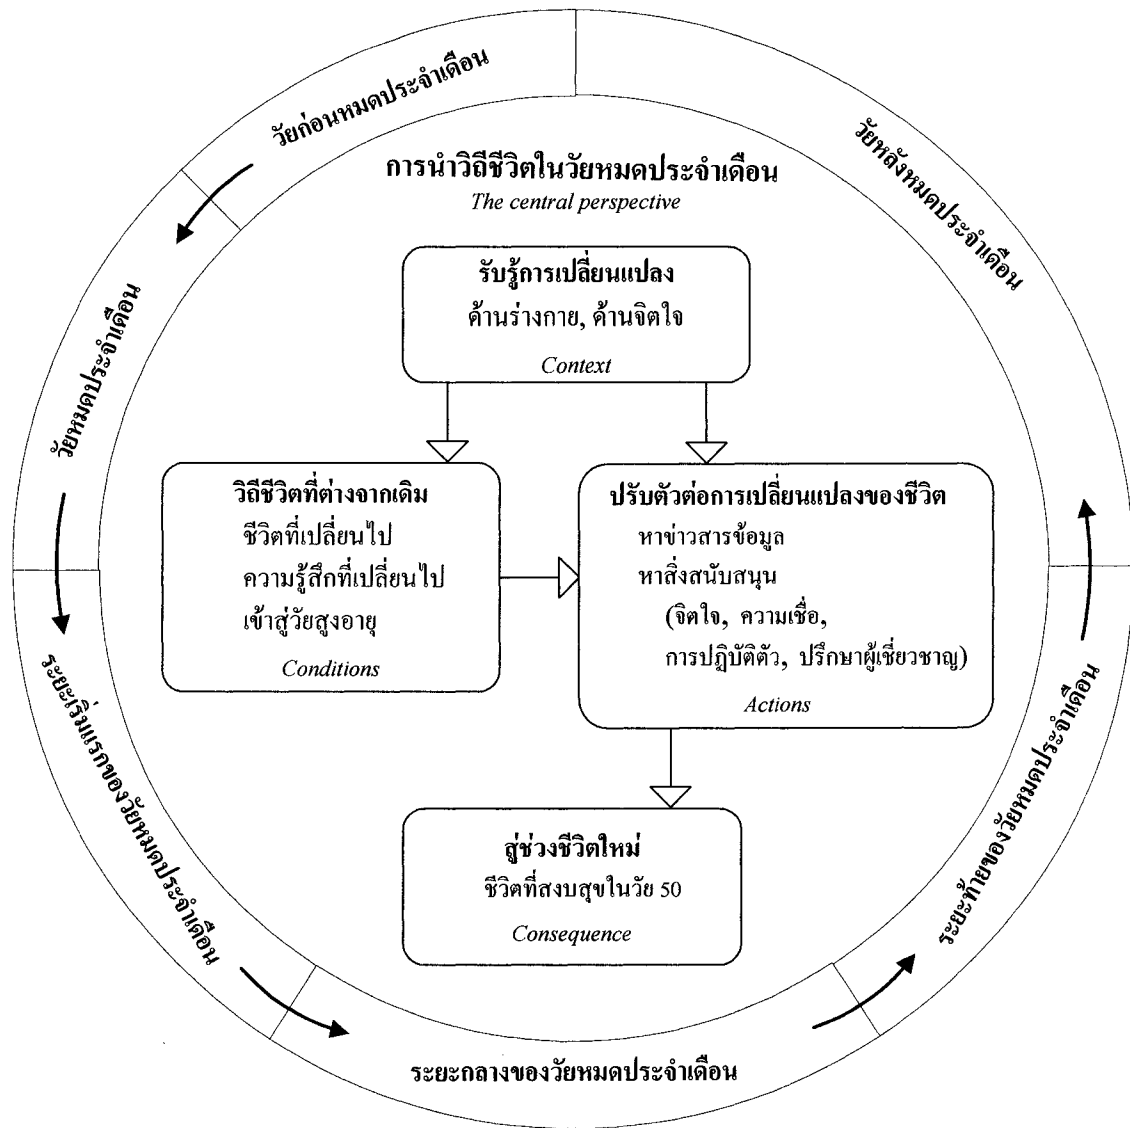 วัยก่อนหมดประจำเดือน
วัยหลังหมดประจำเดือน
การนำวิถีชีวิตในวัยหมดประจำเดือน
The central perspective
รับรู้การเปลี่ยนแปลง
ด้านร่างกาย, ด้านจิตใจ
Context
วัยหมดประจำเดือน
วิถีชีวิตที่ต่างจากเดิม
ชีวิตที่เปลี่ยนไป
ความรู้สึกที่เปลี่ยนไป
เข้าสู่วัยสูงอายุ
Conditions
ปรับตัวต่อการเปลี่ยนแปลงของชีวิต
หาข่าวสารข้อมูล
หาสิ่งสนับสนุน
(จิตใจ, ความเชื่อ,
การปฏิบัติตัว, ปรึกษาผู้เชี่ยวชาญ)
Actions
สู่ช่วงชีวิตใหม่
ชีวิตที่สงบสุขในวัย 50
Consequence
ระยะเริ่มแรกของวัยหมดประจำเดือน
ระยะกลางของวัยหมดประจำเดือน
ระยะท้ายของวัยหมดประจำเดือน